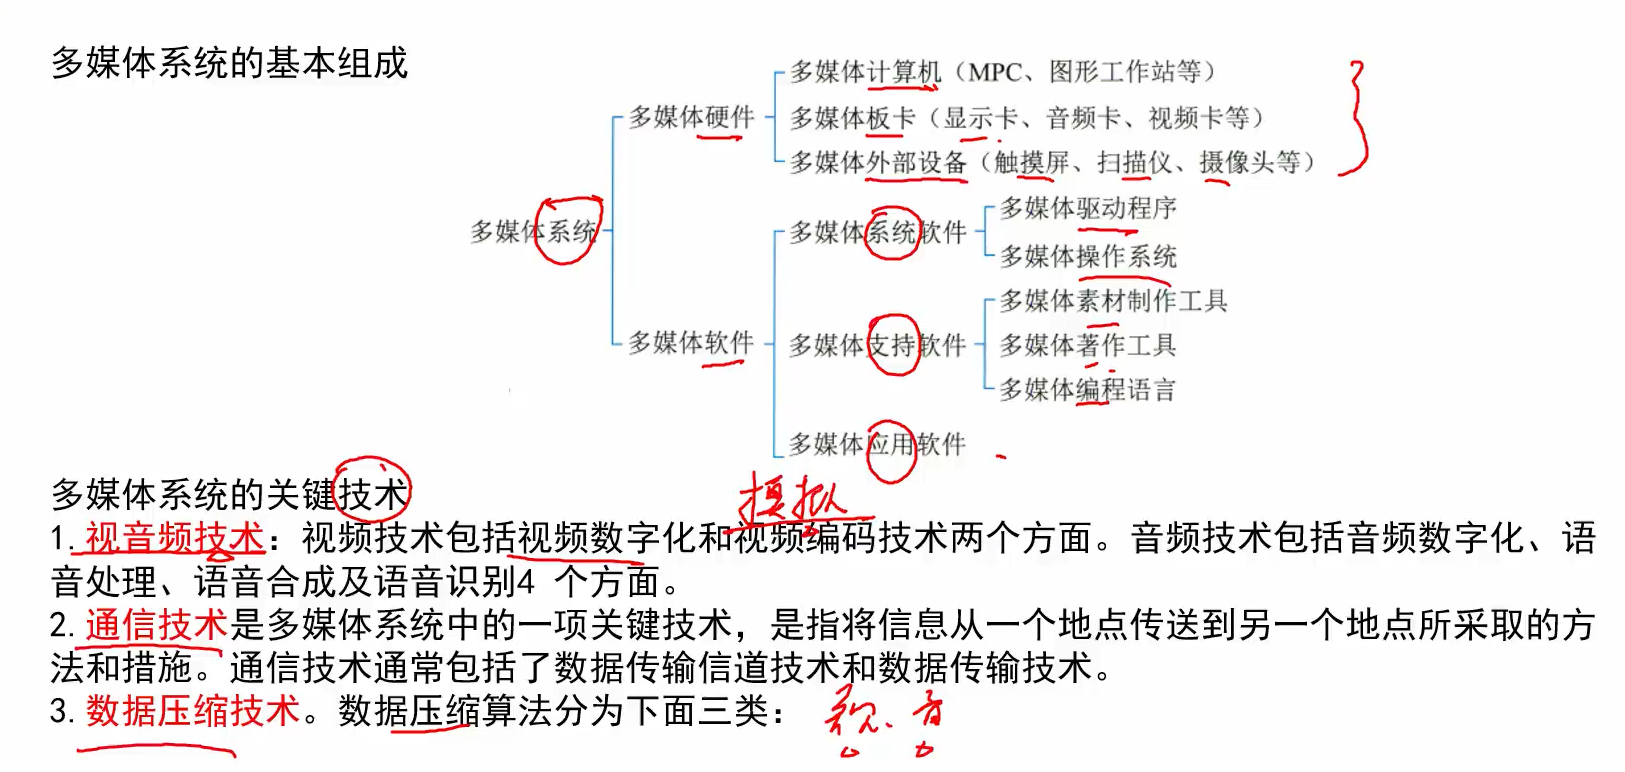 多媒体系统的基本组成
多媒体计算机（MPC、图形工作站等）
多媒体硬件
多媒体板卡（显示卡、音频卡、视频卡等）
多媒体外部设备（触摸屏、扫描仪、摄像头等）
多媒体系统
多媒体系统软件
多媒体驱动程序
多媒体操作系统
多媒体素材制作工具
多媒体软件
多媒体支持软件
多媒体著作工具
多媒体编程语言
多媒体应用软件
多媒体系统的关键技术
模拟
1. 视音频技术：视频技术包括视频数字化和视频编码技术两个方面。音频技术包括音频数字化、语
音处理、语音合成及语音识别4 个方面。
2. 通信技术是多媒体系统中的一项关键技术，是指将信息从一个地点传送到另一个地点所采取的方
法和措施。通信技术通常包括了数据传输信道技术和数据传输技术。
3. 数据压缩技术。数据压缩算法分为下面三类：
视、音